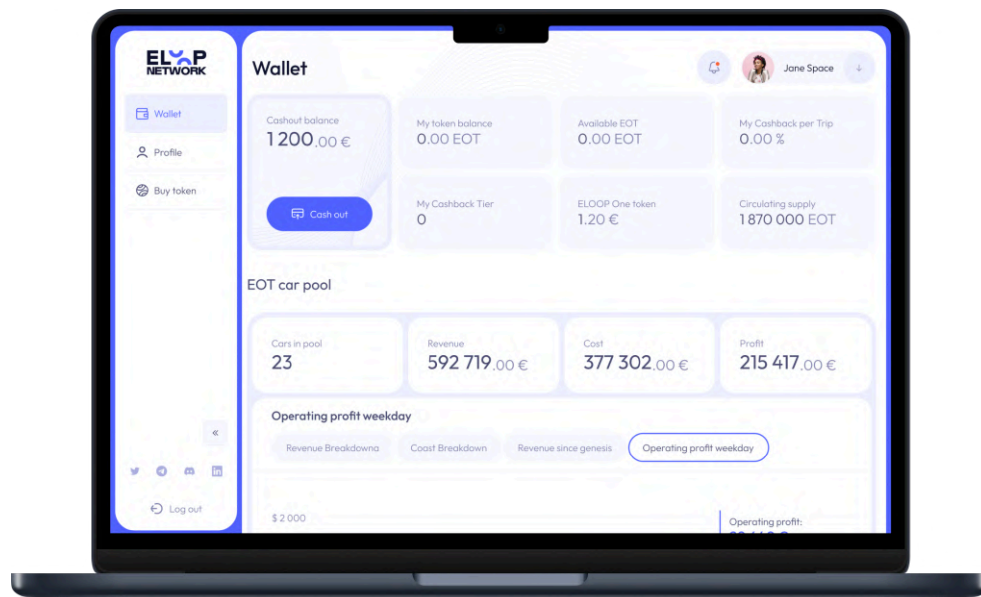 ELOOP
NETWORK
Wallet
Profile
Buy token
Log out
Wallet
Jane Space
Cashout balance
1 200.00 €
Cash out
My token balance
0.00 EOT
Available EOT
0.00 EOT
My Cashback per Trip
0.00 %
My Cashback Tier
0
ELOOP One token
1.20 €
Circulating supply
1 870 000 EOT
EOT car pool
Cars in pool
23
Revenue
592 719.00 €
Cost
377 302.00 €
Profit
215 417.00 €
Operating profit weekday
Revenue Breakdowna
Coast Breakdown
Revenue since genesis
Operating profit weekday
$ 2 000
Operating profit: